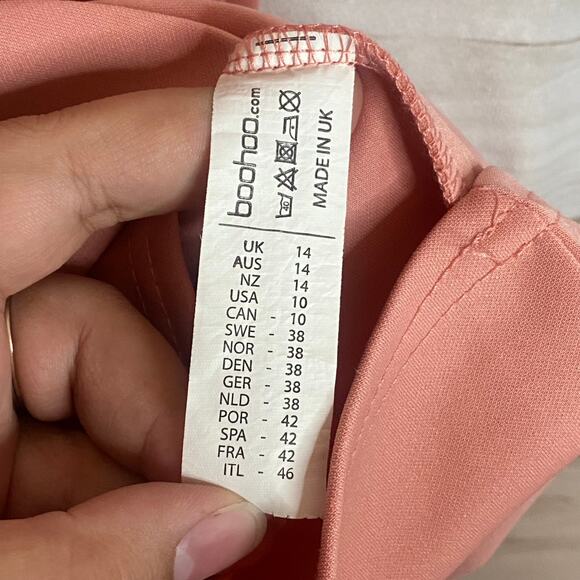 boohoo.com
40
MADE IN UK
UK 14
AUS 14
NZ 14
USA 10
CAN - 10
SWE - 38
NOR - 38
DEN - 38
GER - 38
NLD - 38
POR - 42
SPA - 42
FRA - 42
ITL - 46